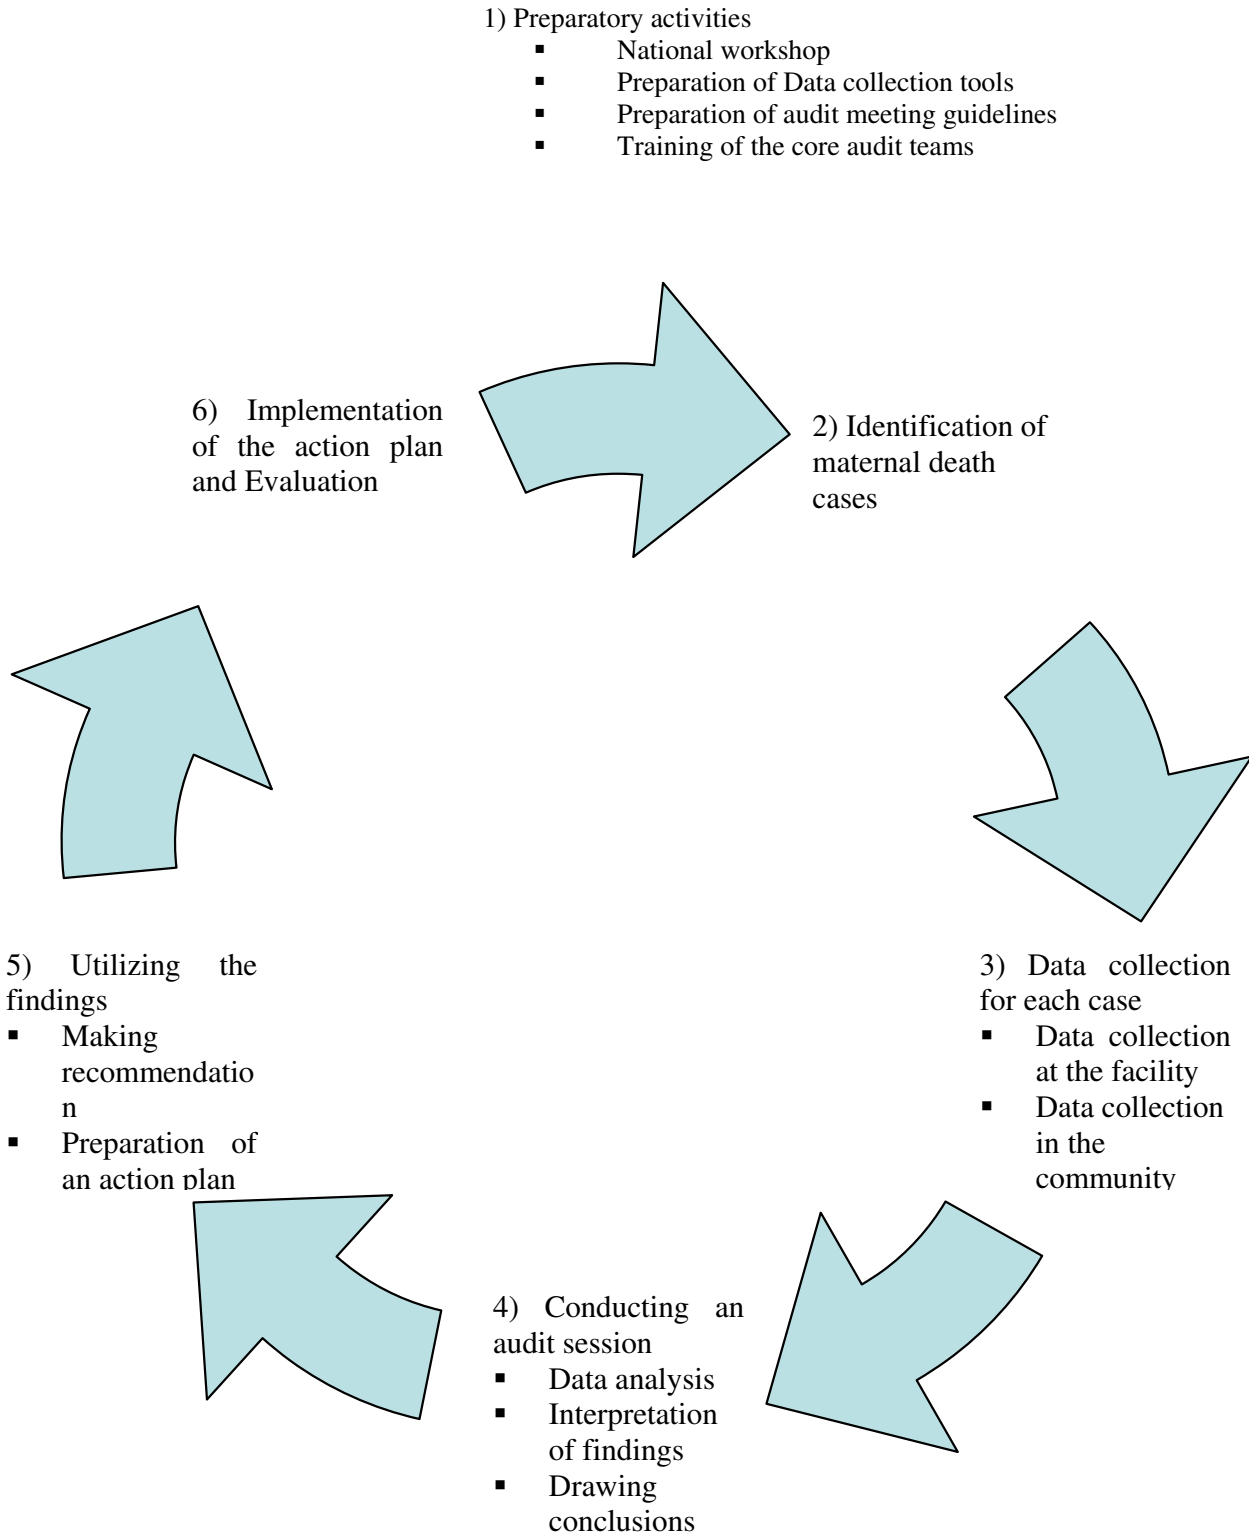 1) Preparatory activities
▪ National workshop
▪ Preparation of Data collection tools
▪ Preparation of audit meeting guidelines
▪ Training of the core audit teams
2) Identification of
maternal death
cases
3) Data collection
for each case
▪ Data collection
at the facility
▪ Data collection
in the
community
4) Conducting an
audit session
▪ Data analysis
▪ Interpretation
of findings
▪ Drawing
conclusions
5) Utilizing the
findings
▪ Making
recommendatio
n
▪ Preparation of
an action plan
6) Implementation
of the action plan
and Evaluation